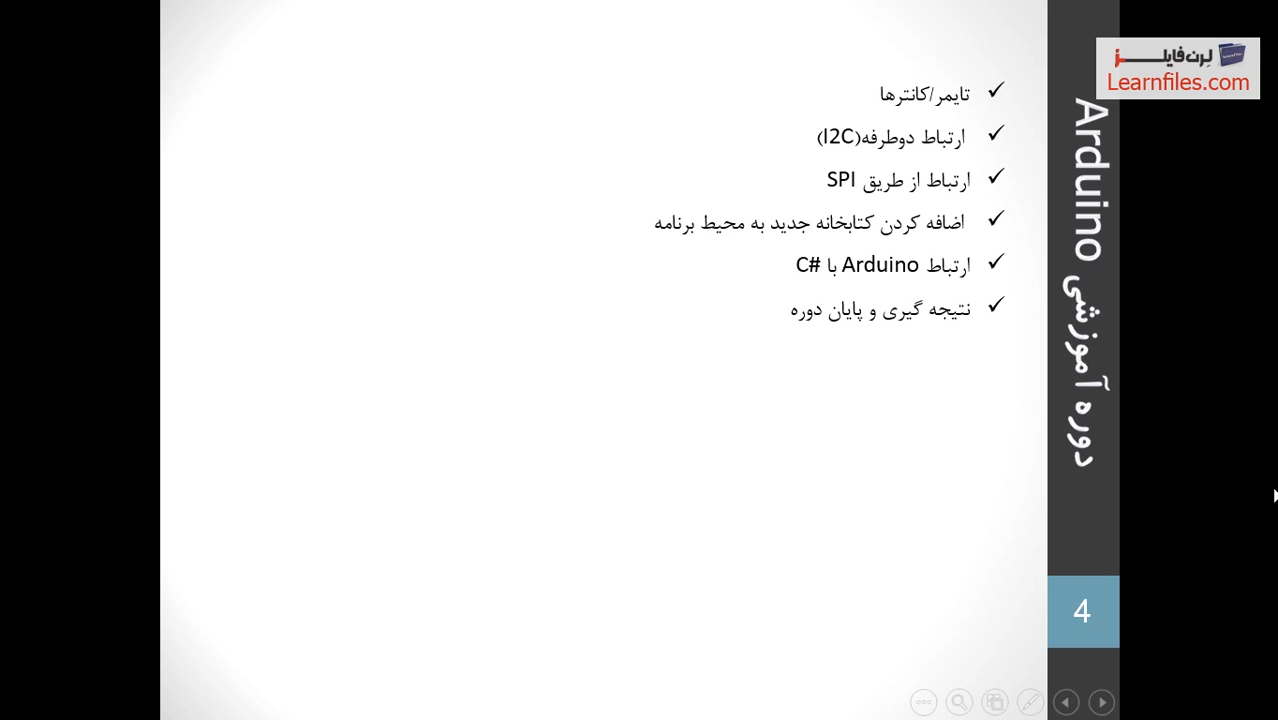 لرن فایلز
Learnfiles.com
دوره آموزشی Arduino
تایمر/کانترها
ارتباط دوطرفه(I2C)
ارتباط از طریق SPI
اضافه کردن کتابخانه جدید به محیط برنامه
ارتباط Arduino با C#
نتیجه گیری و پایان دوره
4